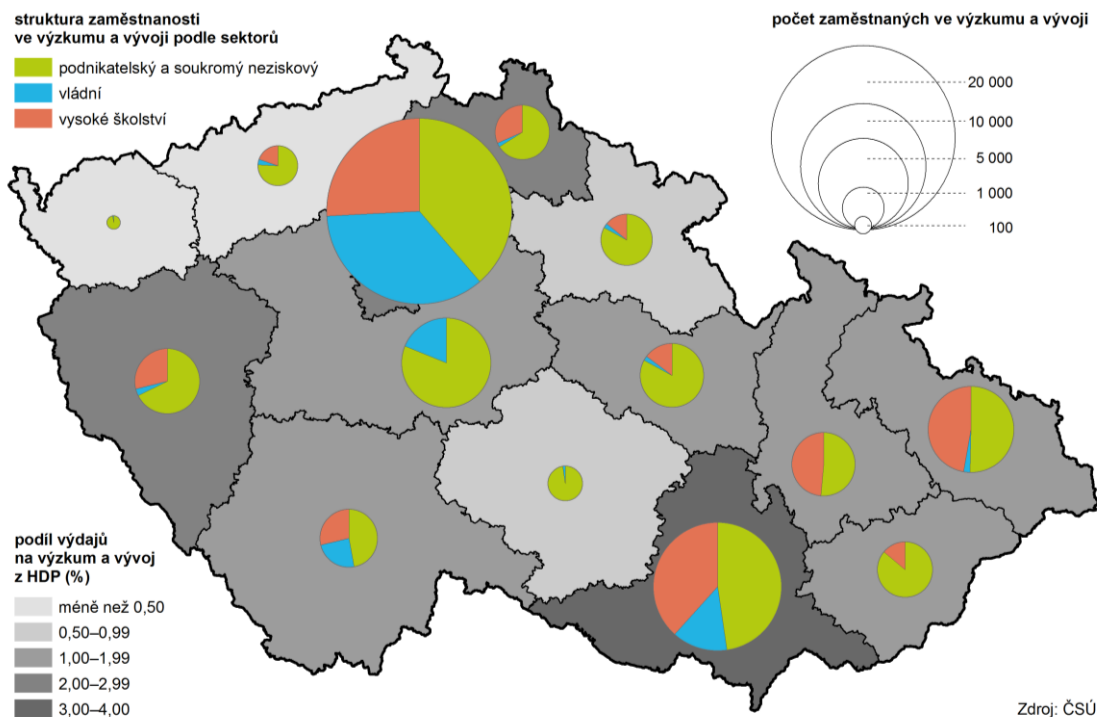 struktura zaměstnanosti
ve výzkumu a vývoji podle sektorů
podnikatelský a soukromý neziskový
vládní
vysoké školství
počet zaměstnaných ve výzkumu a vývoji
20 000
10 000
5 000
1 000
100
podíl výdajů
na výzkum a vývoj
z HDP (%)
méně než 0,50
0,50–0,99
1,00–1,99
2,00–2,99
3,00–4,00
Zdroj: ČSÚ